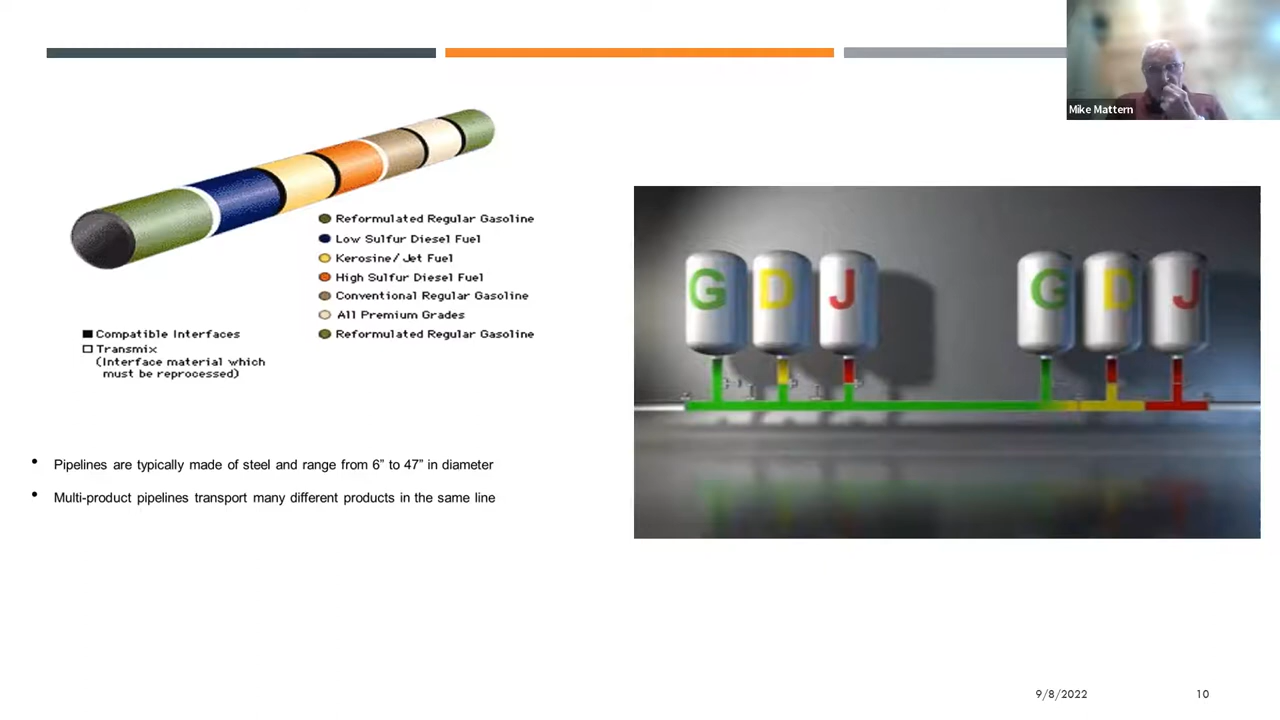 Mike Mattern
Reformulated Regular Gasoline
Low Sulfur Diesel Fuel
Kerosine/Jet Fuel
High Sulfur Diesel Fuel
Conventional Regular Gasoline
All Premium Grades
Reformulated Regular Gasoline
Compatible Interfaces
Transmix
(Interface material which
must be reprocessed)
G D J G D J
• Pipelines are typically made of steel and range from 6” to 47” in diameter
• Multi-product pipelines transport many different products in the same line
9/8/2022 10